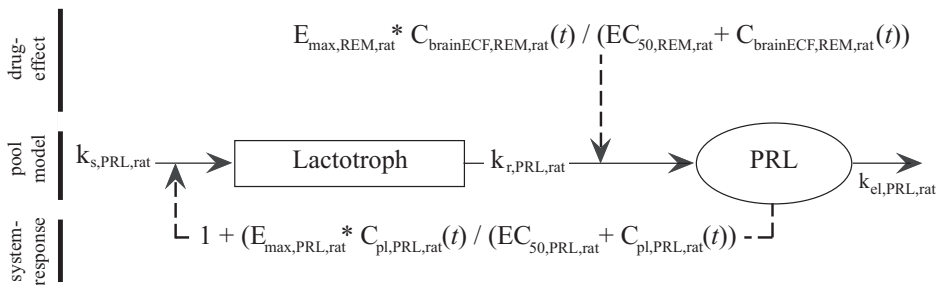 drug-effect
E_max,REM,rat * C_brainECF,REM,rat(t) / (EC_50,REM,rat + C_brainECF,REM,rat(t))
pool model
k_s,PRL,rat
Lactotroph
k_r,PRL,rat
PRL
k_el,PRL,rat
system-response
1 + (E_max,PRL,rat * C_pl,PRL,rat(t) / (EC_50,PRL,rat + C_pl,PRL,rat(t))